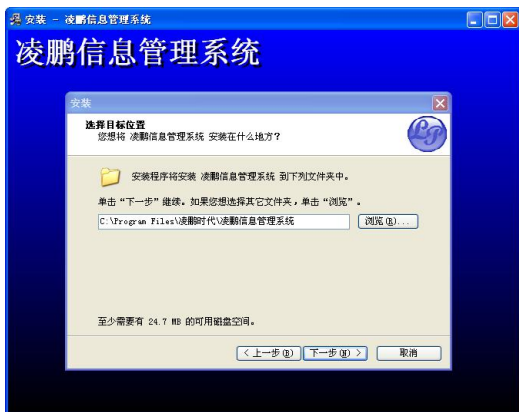 安装 - 凌鹏信息管理系统
凌鹏信息管理系统
安装
选择目标位置
您想将 凌鹏信息管理系统 安装在什么地方?
LP
安装程序将安装 凌鹏信息管理系统 到下列文件夹中。
单击“下一步”继续。如果您想选择其它文件夹，单击“浏览”。
C:\Program Files\凌鹏时代\凌鹏信息管理系统
浏览(R)...
至少需要有 24.7 MB 的可用磁盘空间。
< 上一步(B) 下一步(N) > 取消